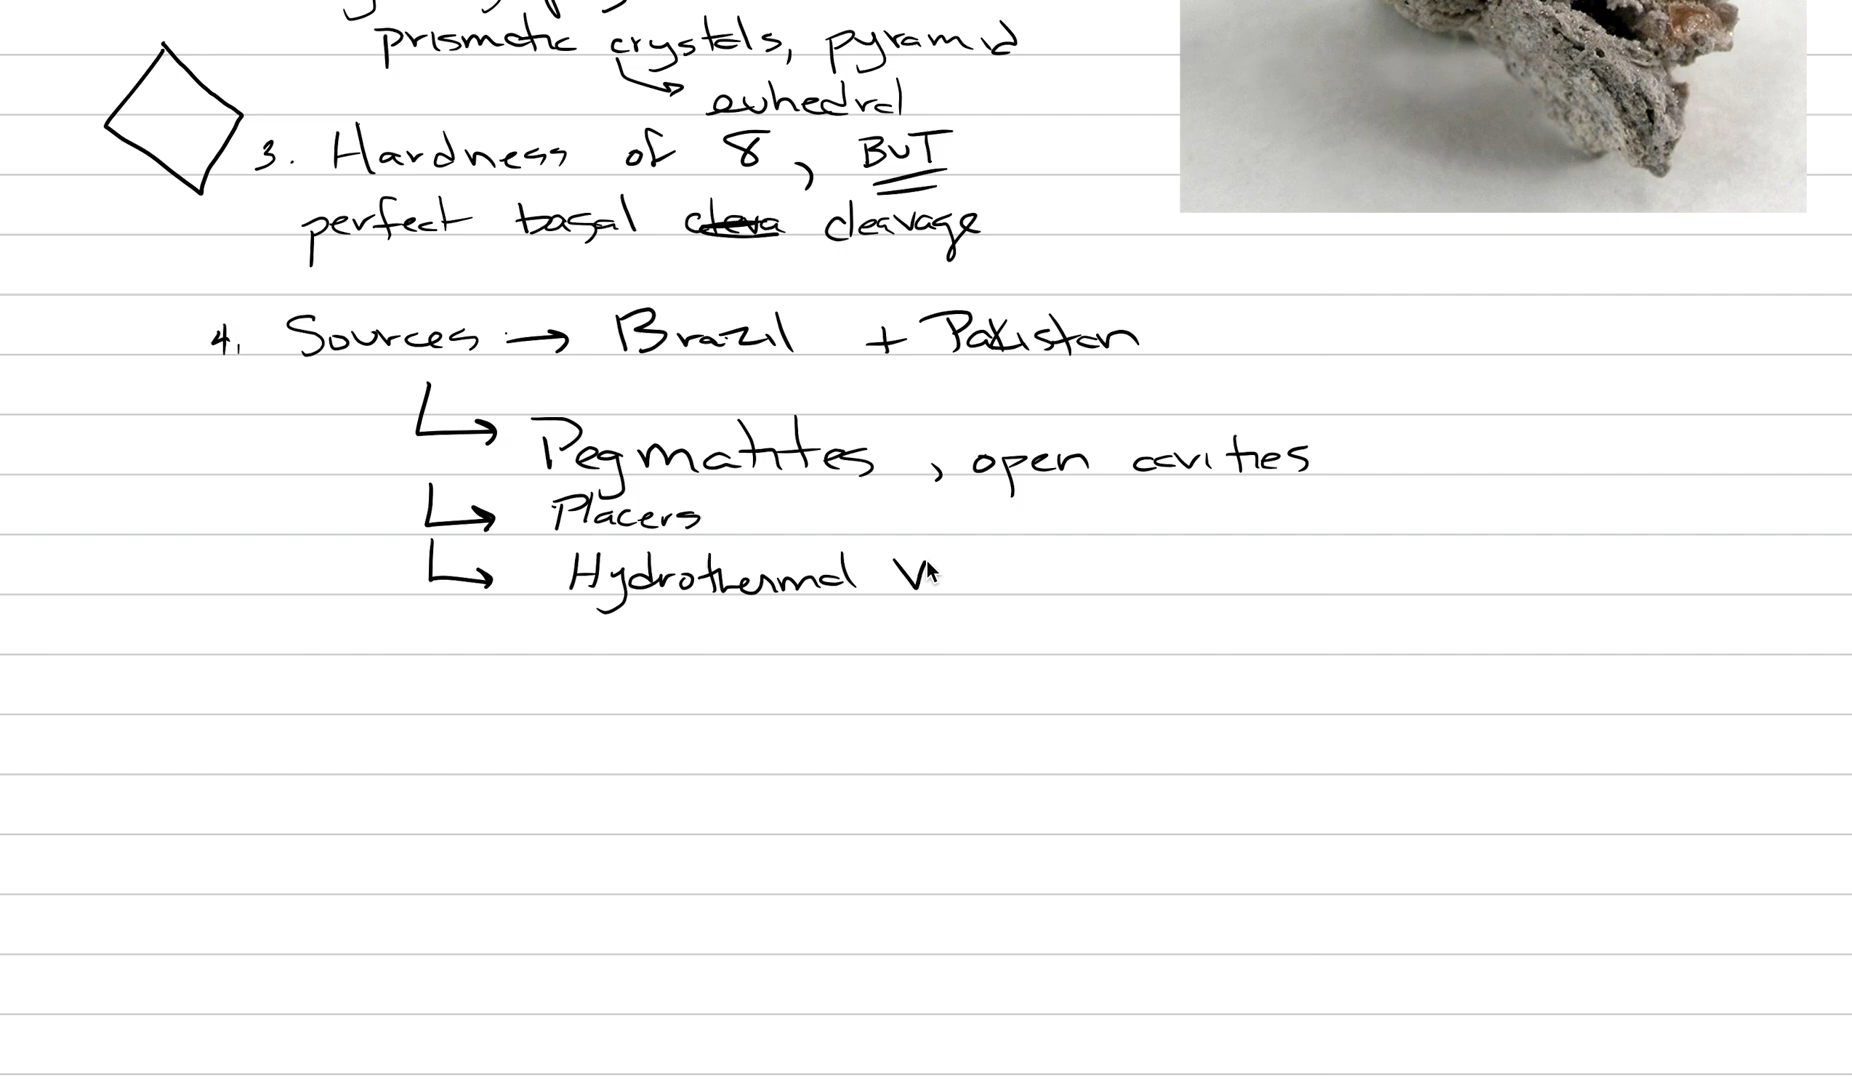 prismatic crystals, pyramid
euhedral
3. Hardness of 8, BUT
perfect basal cleavage
4. Sources → Brazil + Pakistan
Pegmatites, open cavities
Placers
Hydrothermal V